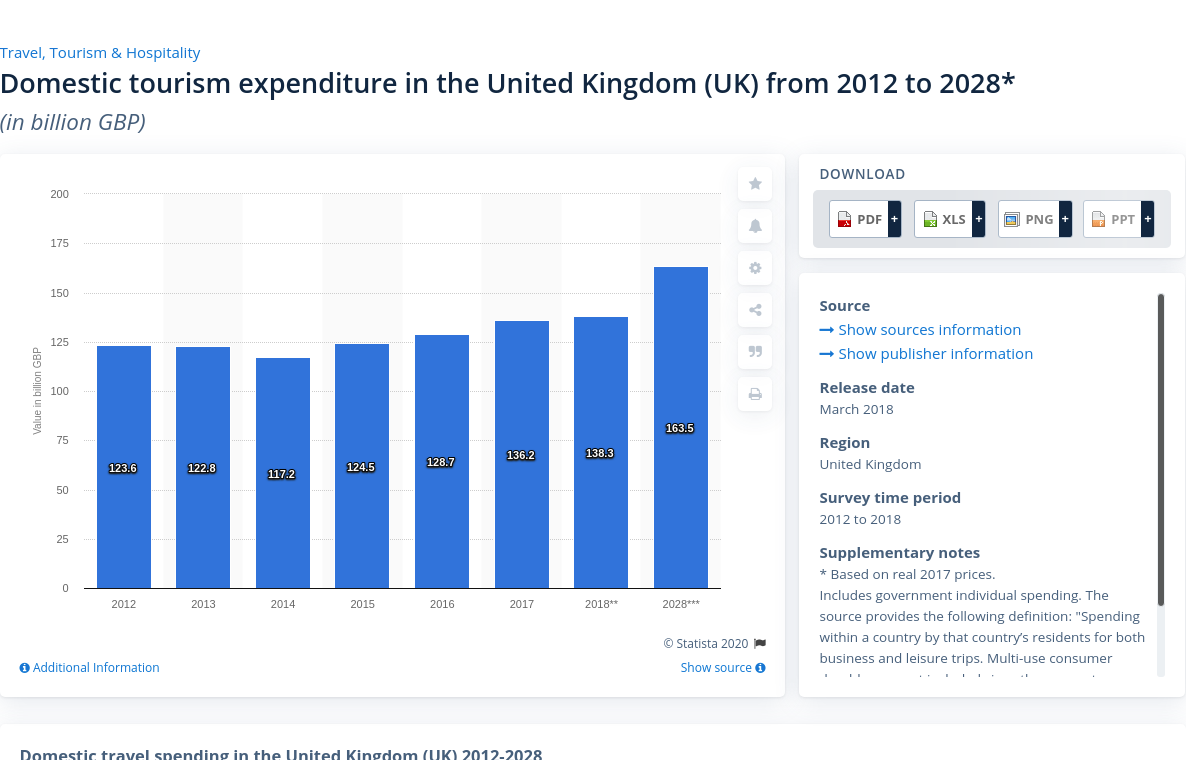 Travel, Tourism & Hospitality
Domestic tourism expenditure in the United Kingdom (UK) from 2012 to 2028*
(in billion GBP)
200
175
150
125
100
75
50
25
0
Value in billion GBP
123.6
122.8
117.2
124.5
128.7
136.2
138.3
163.5
2012
2013
2014
2015
2016
2017
2018**
2028***
© Statista 2020
Additional Information
Show source
DOWNLOAD
PDF +
XLS +
PNG +
PPT +
Source
Show sources information
Show publisher information
Release date
March 2018
Region
United Kingdom
Survey time period
2012 to 2018
Supplementary notes
* Based on real 2017 prices.
Includes government individual spending. The
source provides the following definition: "Spending
within a country by that country’s residents for both
business and leisure trips. Multi-use consumer
Domestic travel spending in the United Kingdom (UK) 2012-2028